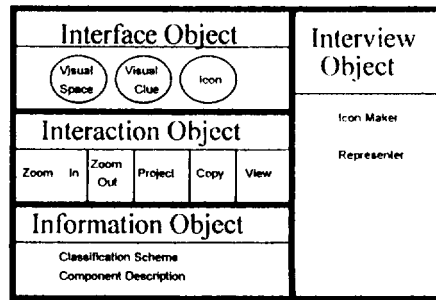 Interface Object
Visual Space
Visual Clue
Icon
Interaction Object
Zoom In
Zoom Out
Project
Copy
View
Information Object
Classification Scheme
Component Description
Interview
Object
Icon Maker
Representer